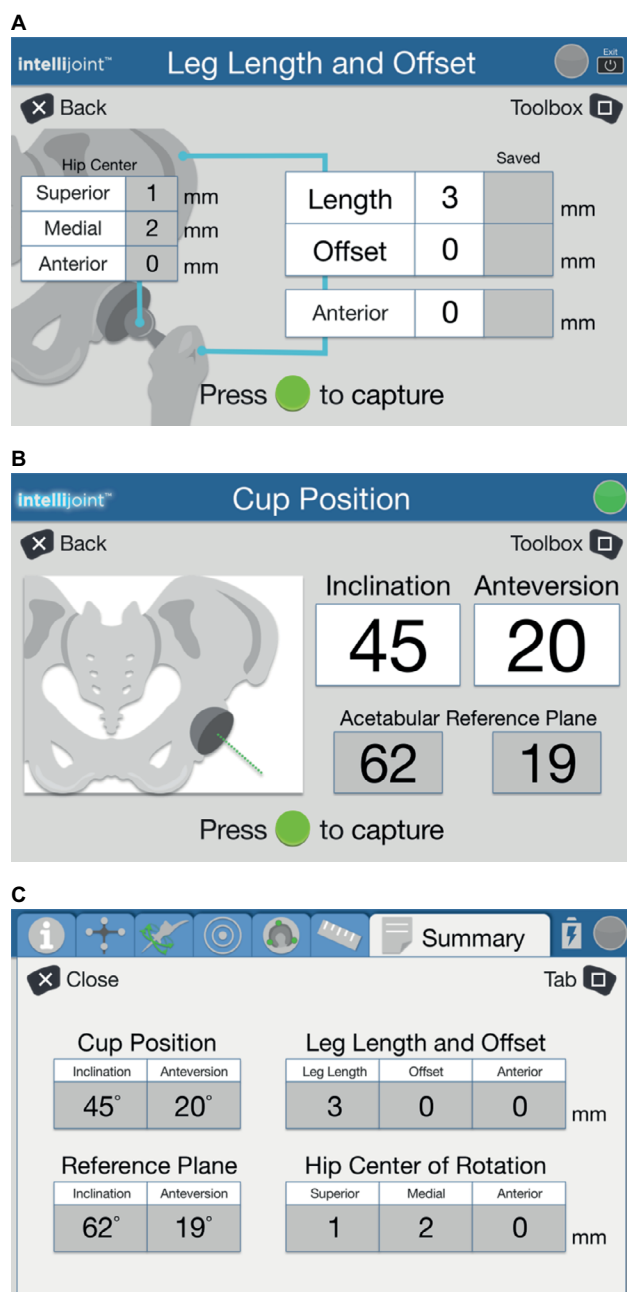 A
intellijoint™ Leg Length and Offset Exit
Back Toolbox
Hip Center Saved
Superior 1 mm Length 3 mm
Medial 2 mm Offset 0 mm
Anterior 0 mm Anterior 0 mm
Press to capture
B
intellijoint™ Cup Position
Back Toolbox
Inclination Anteversion
45 20
Acetabular Reference Plane
62 19
Press to capture
C
Summary
Close Tab
Cup Position Leg Length and Offset
Inclination Anteversion Leg Length Offset Anterior
45° 20° 3 0 0 mm
Reference Plane Hip Center of Rotation
Inclination Anteversion Superior Medial Anterior
62° 19° 1 2 0 mm